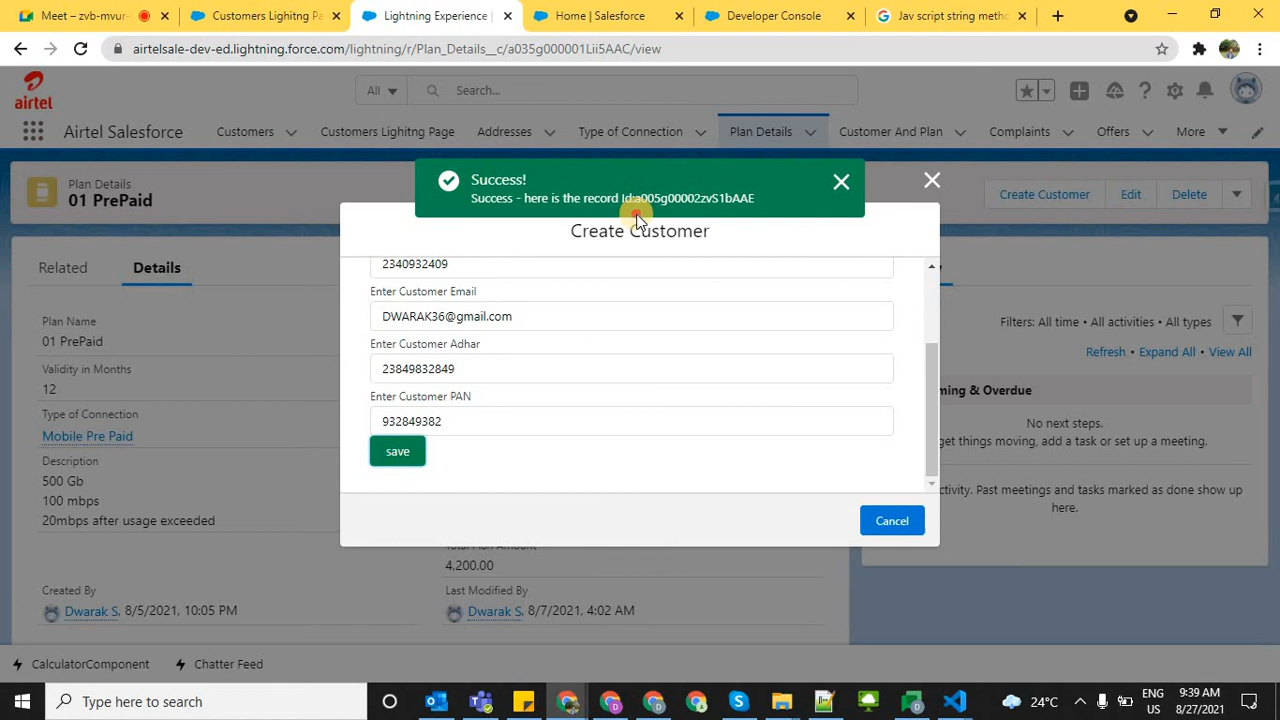 Meet – zvb-mvur-
Customers Lighitng Pa
Lightning Experience
Home | Salesforce
Developer Console
Jav script string metho
airtelsale-dev-ed.lightning.force.com/lightning/r/Plan_Details__c/a035g000001Lii5AAC/view
airtel
All
Search...
Airtel Salesforce
Customers
Customers Lighitng Page
Addresses
Type of Connection
Plan Details
Customer And Plan
Complaints
Offers
More
Plan Details
01 PrePaid
Success!
Success - here is the record Id:a005g00002zvS1bAAE
Create Customer
Edit
Delete
Create Customer
Related
Details
2340932409
Enter Customer Email
DWARAK36@gmail.com
Enter Customer Adhar
23849832849
Enter Customer PAN
932849382
save
Cancel
Plan Name
01 PrePaid
Validity in Months
12
Type of Connection
Mobile Pre Paid
Description
500 Gb
100 mbps
20mbps after usage exceeded
Total Plan Amount
4,200.00
Created By
Dwarak S, 8/5/2021, 10:05 PM
Last Modified By
Dwarak S, 8/7/2021, 4:02 AM
Filters: All time • All activities • All types
Refresh • Expand All • View All
ming & Overdue
No next steps.
get things moving, add a task or set up a meeting.
ctivity. Past meetings and tasks marked as done show up
here.
CalculatorComponent
Chatter Feed
Type here to search
24°C
ENG
US
9:39 AM
8/27/2021